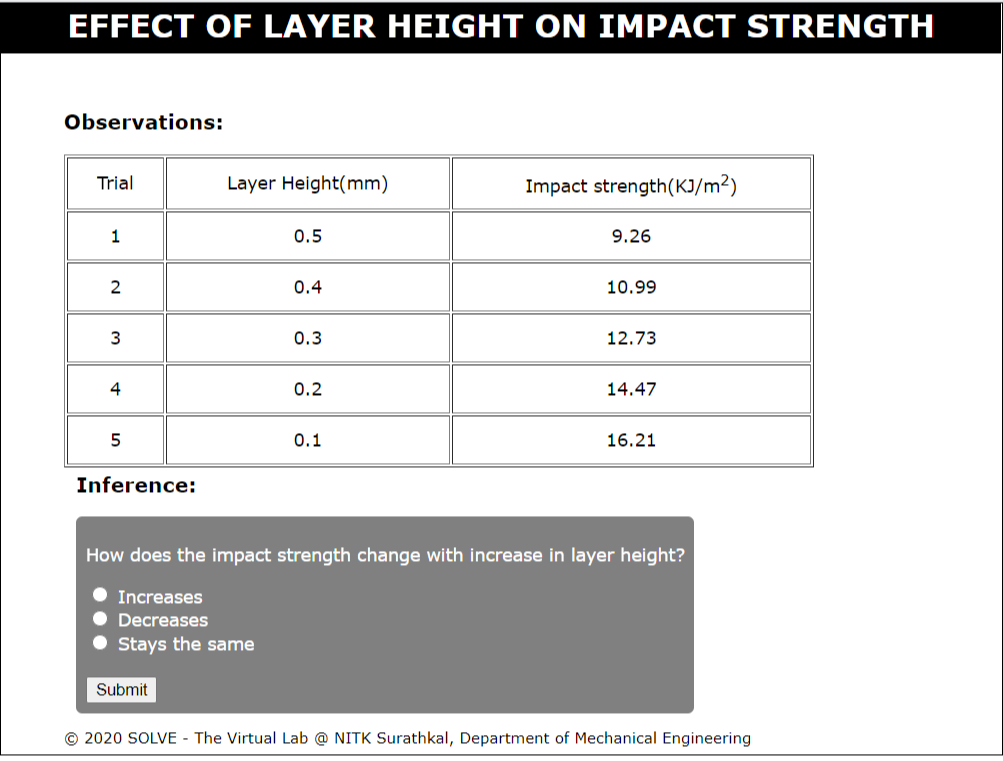 EFFECT OF LAYER HEIGHT ON IMPACT STRENGTH
Observations:
Trial Layer Height(mm) Impact strength(KJ/m²)
1 0.5 9.26
2 0.4 10.99
3 0.3 12.73
4 0.2 14.47
5 0.1 16.21
Inference:
How does the impact strength change with increase in layer height?
Increases
Decreases
Stays the same
Submit
© 2020 SOLVE - The Virtual Lab @ NITK Surathkal, Department of Mechanical Engineering